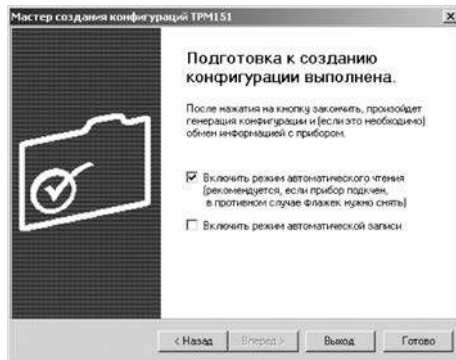 Мастер создания конфигураций ТРМ151
Подготовка к созданию
конфигурации выполнена.
После нажатия на кнопку закончить, произойдет
генерация конфигурации и (если это необходимо)
обмен информацией с прибором.
Включить режим автоматического чтения
(рекомендуется, если прибор подкчен,
в противном случае флажек нужно снять)
Включить режим автоматической записи
< Назад
Вперед >
Выход
Готово